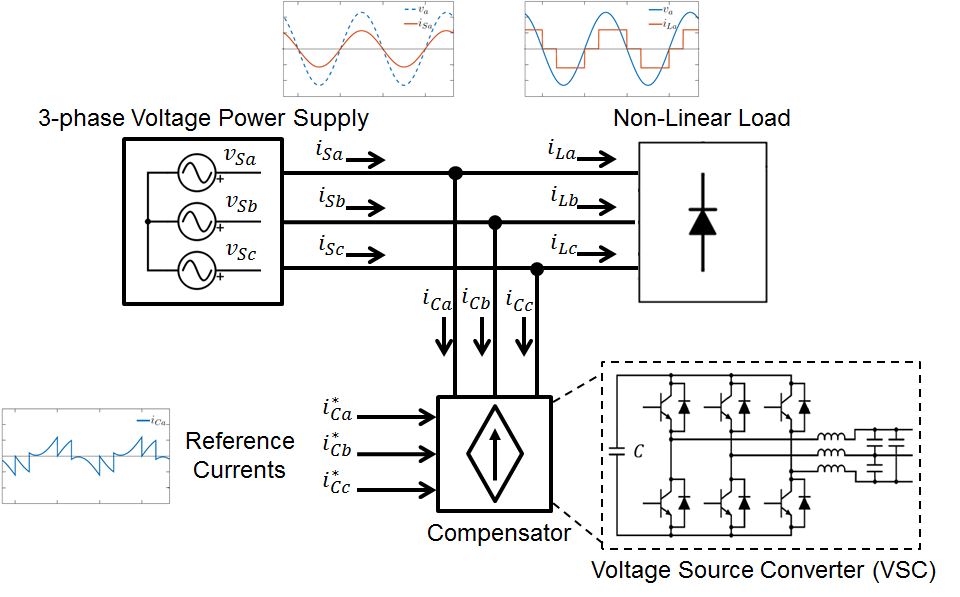 v_a
i_{Sa}
v_a
i_{La}
3-phase Voltage Power Supply
Non-Linear Load
v_{Sa}
+
v_{Sb}
+
v_{Sc}
+
i_{Sa}
i_{Sb}
i_{Sc}
i_{La}
i_{Lb}
i_{Lc}
i_{Ca} i_{Cb} i_{Cc}
i_{Ca}
Reference
Currents
i^*_{Ca}
i^*_{Cb}
i^*_{Cc}
Compensator
C
Voltage Source Converter (VSC)